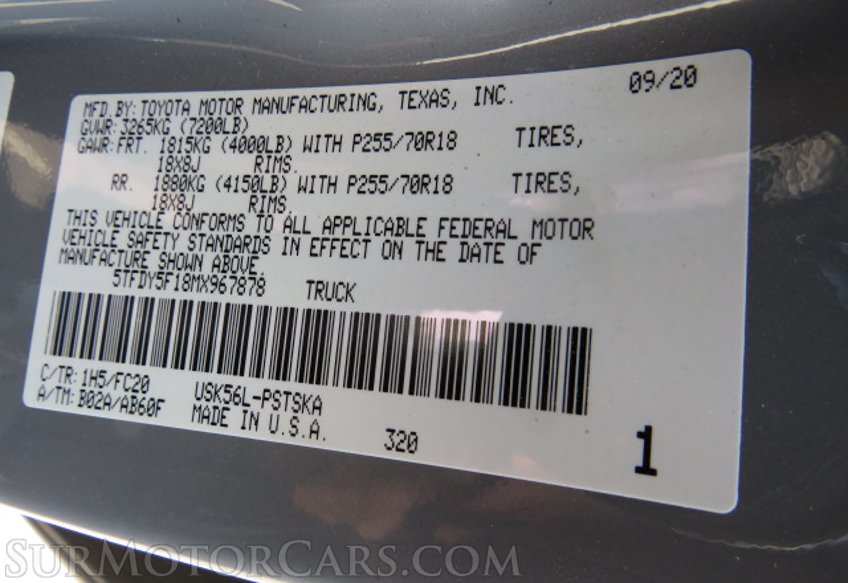 09/20
MFD.BY: TOYOTA MOTOR MANUFACTURING, TEXAS, INC.
GVWR: 3265KG (7200LB)
GAWR: FRT. 1815KG (4000LB) WITH P255/70R18 TIRES,
18X8J RIMS.
RR. 1880KG (4150LB) WITH P255/70R18 TIRES,
18X8J RIMS.
THIS VEHICLE CONFORMS TO ALL APPLICABLE FEDERAL MOTOR
VEHICLE SAFETY STANDARDS IN EFFECT ON THE DATE OF
MANUFACTURE SHOWN ABOVE.
5TFDY5F18MX967878 TRUCK
C/TR: 1H5/FC20 USK56L-PSTSKA
A/TM: B02A/AB60F MADE IN U.S.A. 320
1
SurMotorCars.com